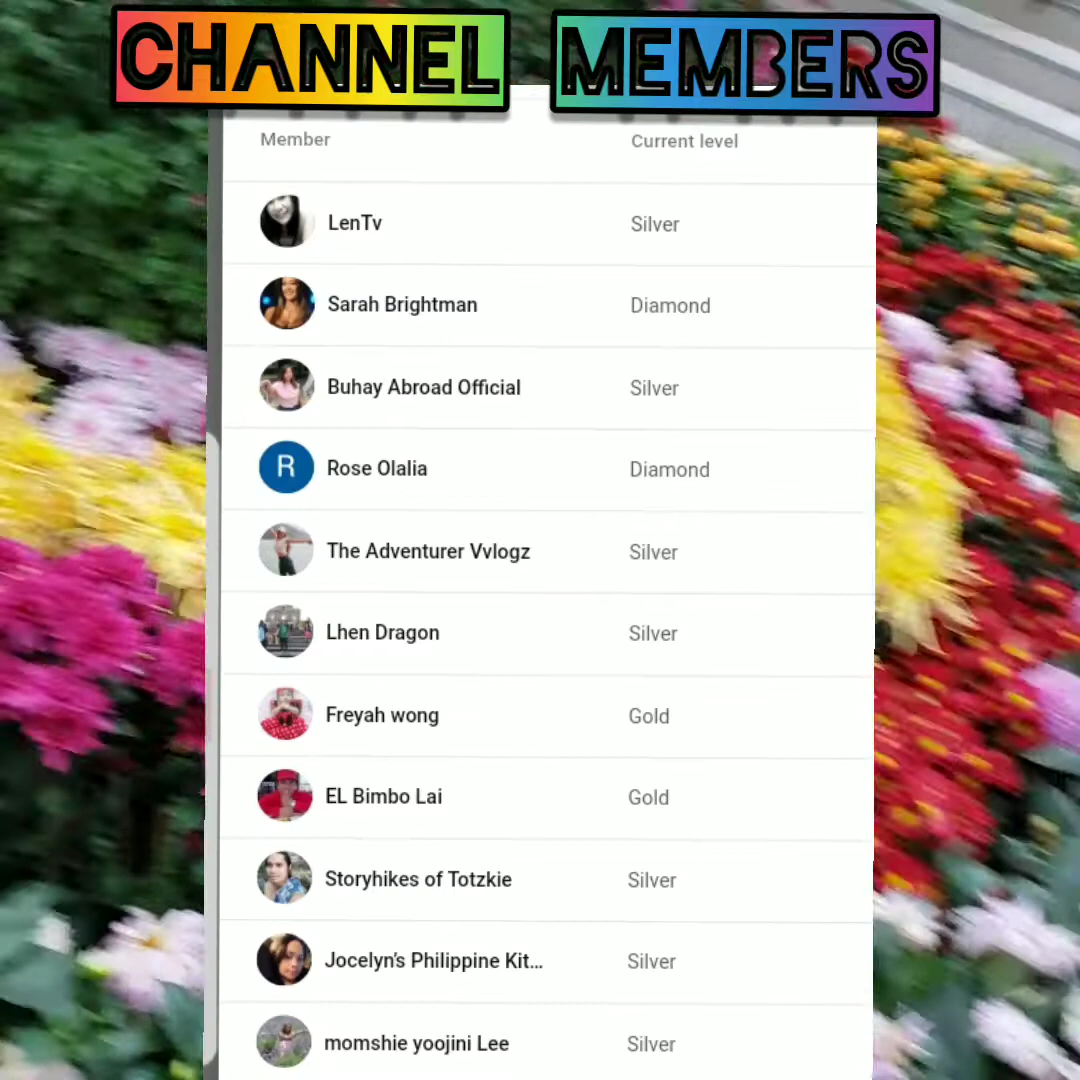 CHANNEL MEMBERS
Member Current level
LenTv Silver
Sarah Brightman Diamond
Buhay Abroad Official Silver
R Rose Olalia Diamond
The Adventurer Vvlogz Silver
Lhen Dragon Silver
Freyah wong Gold
EL Bimbo Lai Gold
Storyhikes of Totzkie Silver
Jocelyn's Philippine Kit... Silver
momshie yoojini Lee Silver